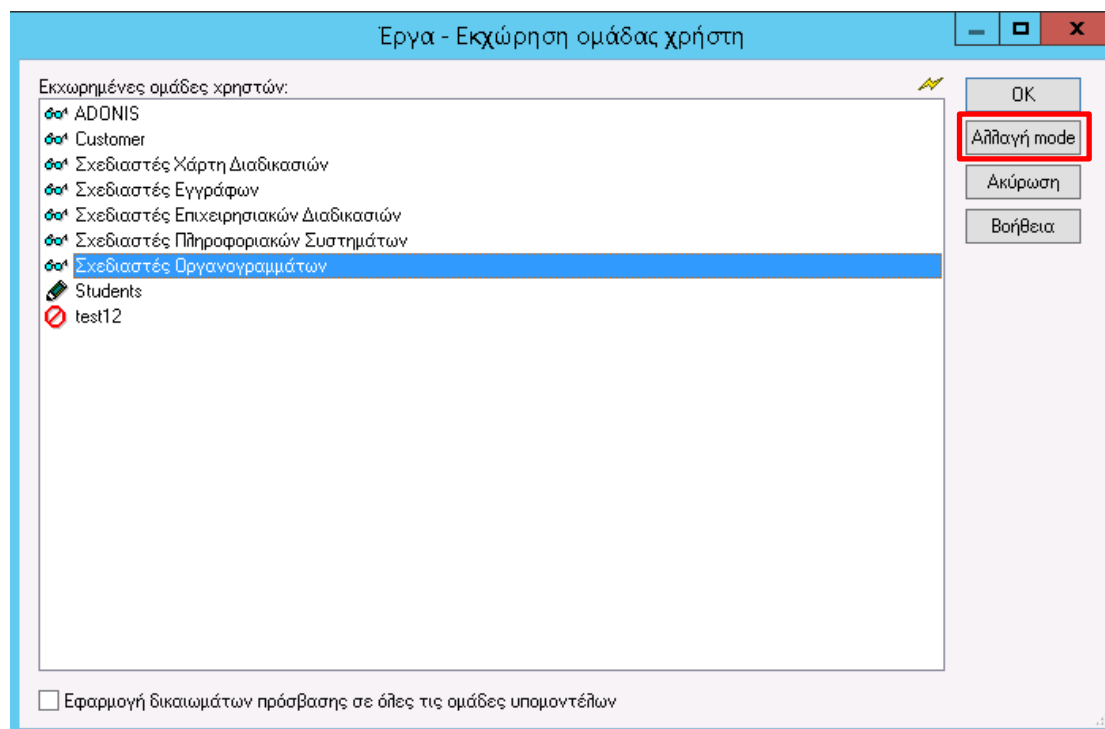 Έργα - Εκχώρηση ομάδας χρήστη
Εκχωρημένες ομάδες χρηστών:
ADONIS
Customer
Σχεδιαστές Χάρτη Διαδικασιών
Σχεδιαστές Εγγράφων
Σχεδιαστές Επιχειρησιακών Διαδικασιών
Σχεδιαστές Πληροφοριακών Συστημάτων
Σχεδιαστές Οργανογραμμάτων
Students
test12
Εφαρμογή δικαιωμάτων πρόσβασης σε όλες τις ομάδες υπομοντέλων
OK
Αλλαγή mode
Ακύρωση
Βοήθεια